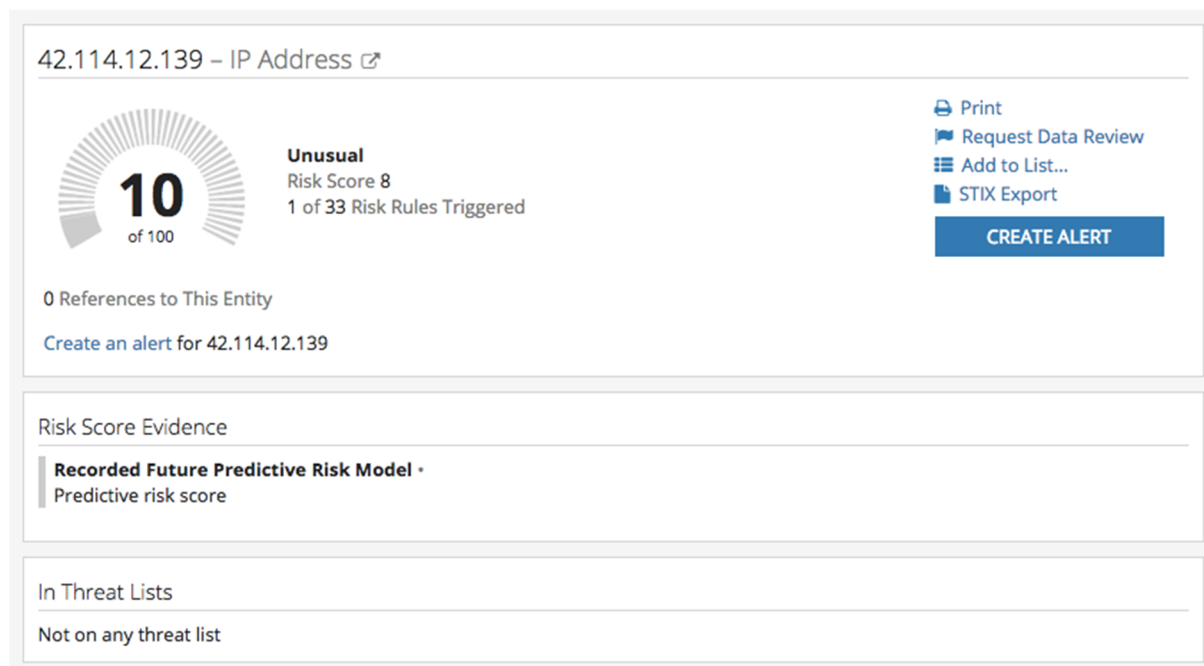 42.114.12.139 – IP Address
10
of 100
Unusual
Risk Score 8
1 of 33 Risk Rules Triggered
Print
Request Data Review
Add to List...
STIX Export
CREATE ALERT
0 References to This Entity
Create an alert for 42.114.12.139
Risk Score Evidence
Recorded Future Predictive Risk Model •
Predictive risk score
In Threat Lists
Not on any threat list